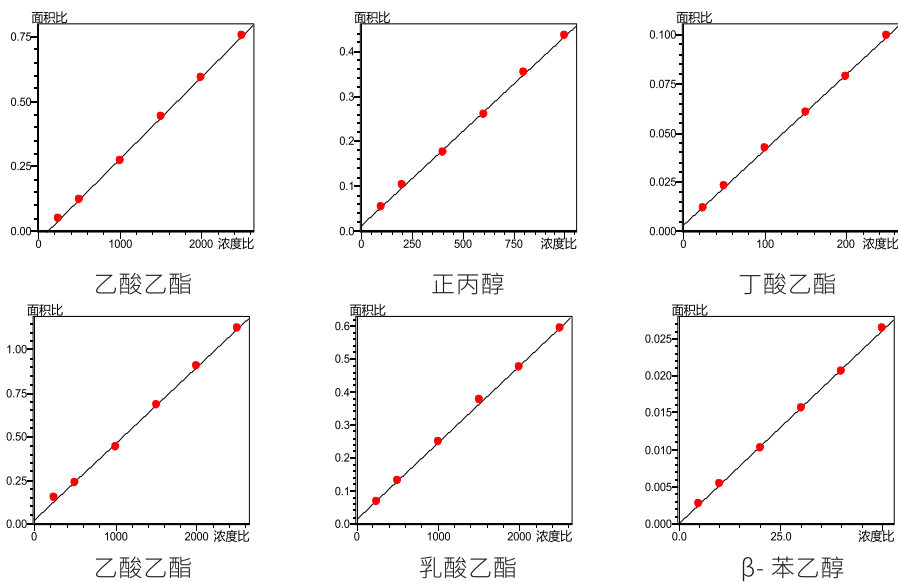 面积比
0.75
0.50
0.25
0.00
0 1000 2000 浓度比
乙酸乙酯
面积比
0.4
0.3
0.2
0.1
0.0
0 250 500 750 浓度比
正丙醇
面积比
0.100
0.075
0.050
0.025
0.000
0 100 200 浓度比
丁酸乙酯
面积比
1.00
0.75
0.50
0.25
0.00
0 1000 2000 浓度比
乙酸乙酯
面积比
0.6
0.5
0.4
0.3
0.2
0.1
0.0
0 1000 2000 浓度比
乳酸乙酯
面积比
0.025
0.020
0.015
0.010
0.005
0.000
0.0 25.0 浓度比
β- 苯乙醇